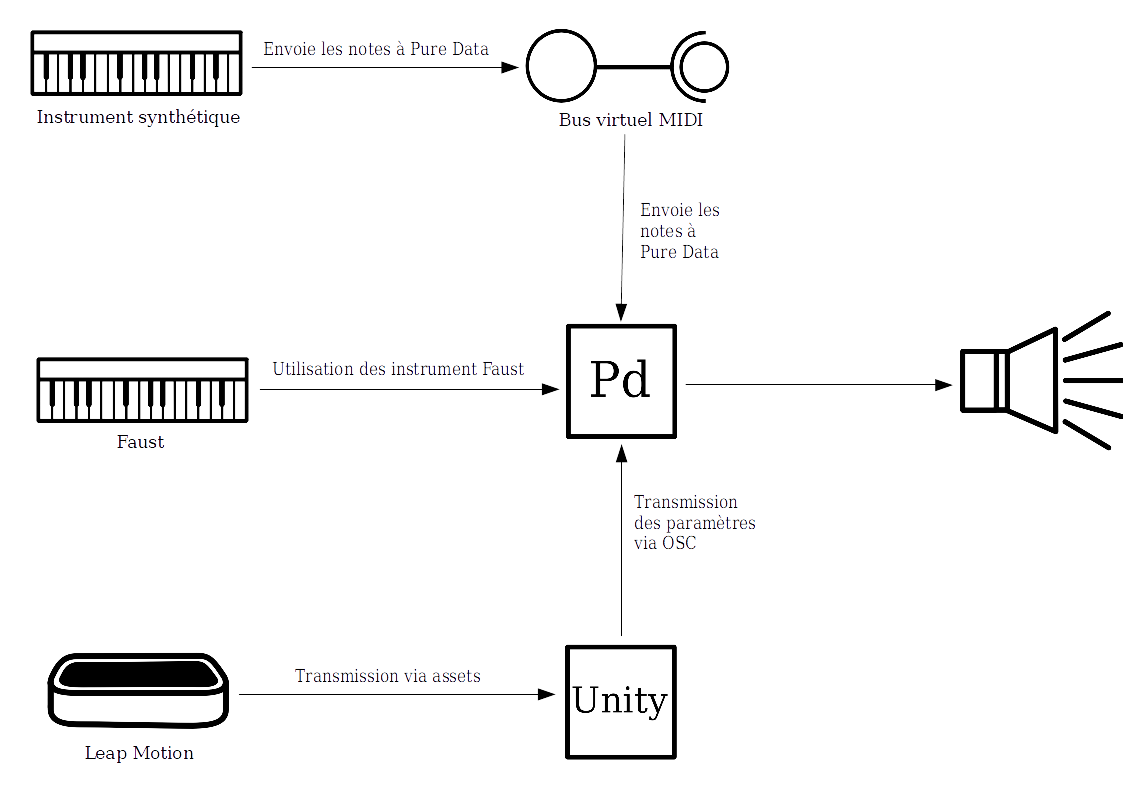 Envoie les notes à Pure Data
Instrument synthétique
Bus virtuel MIDI
Envoie les
notes à
Pure Data
Utilisation des instrument Faust
Pd
Faust
Transmission
des paramètres
via OSC
Transmission via assets
Unity
Leap Motion